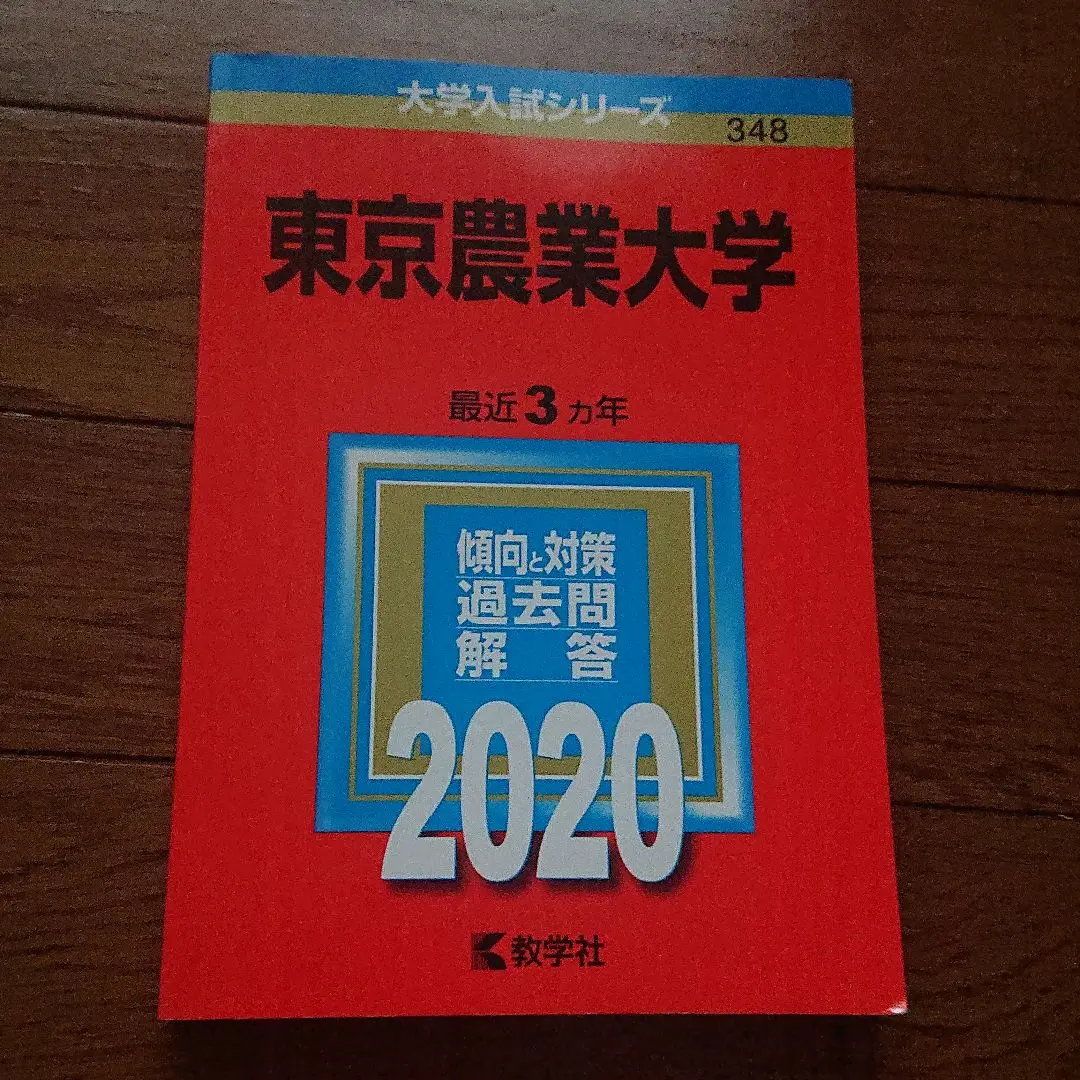 大学入試シリーズ
348
東京農業大学
最近3ヵ年
傾向と対策
過去問
解答
2020
教学社